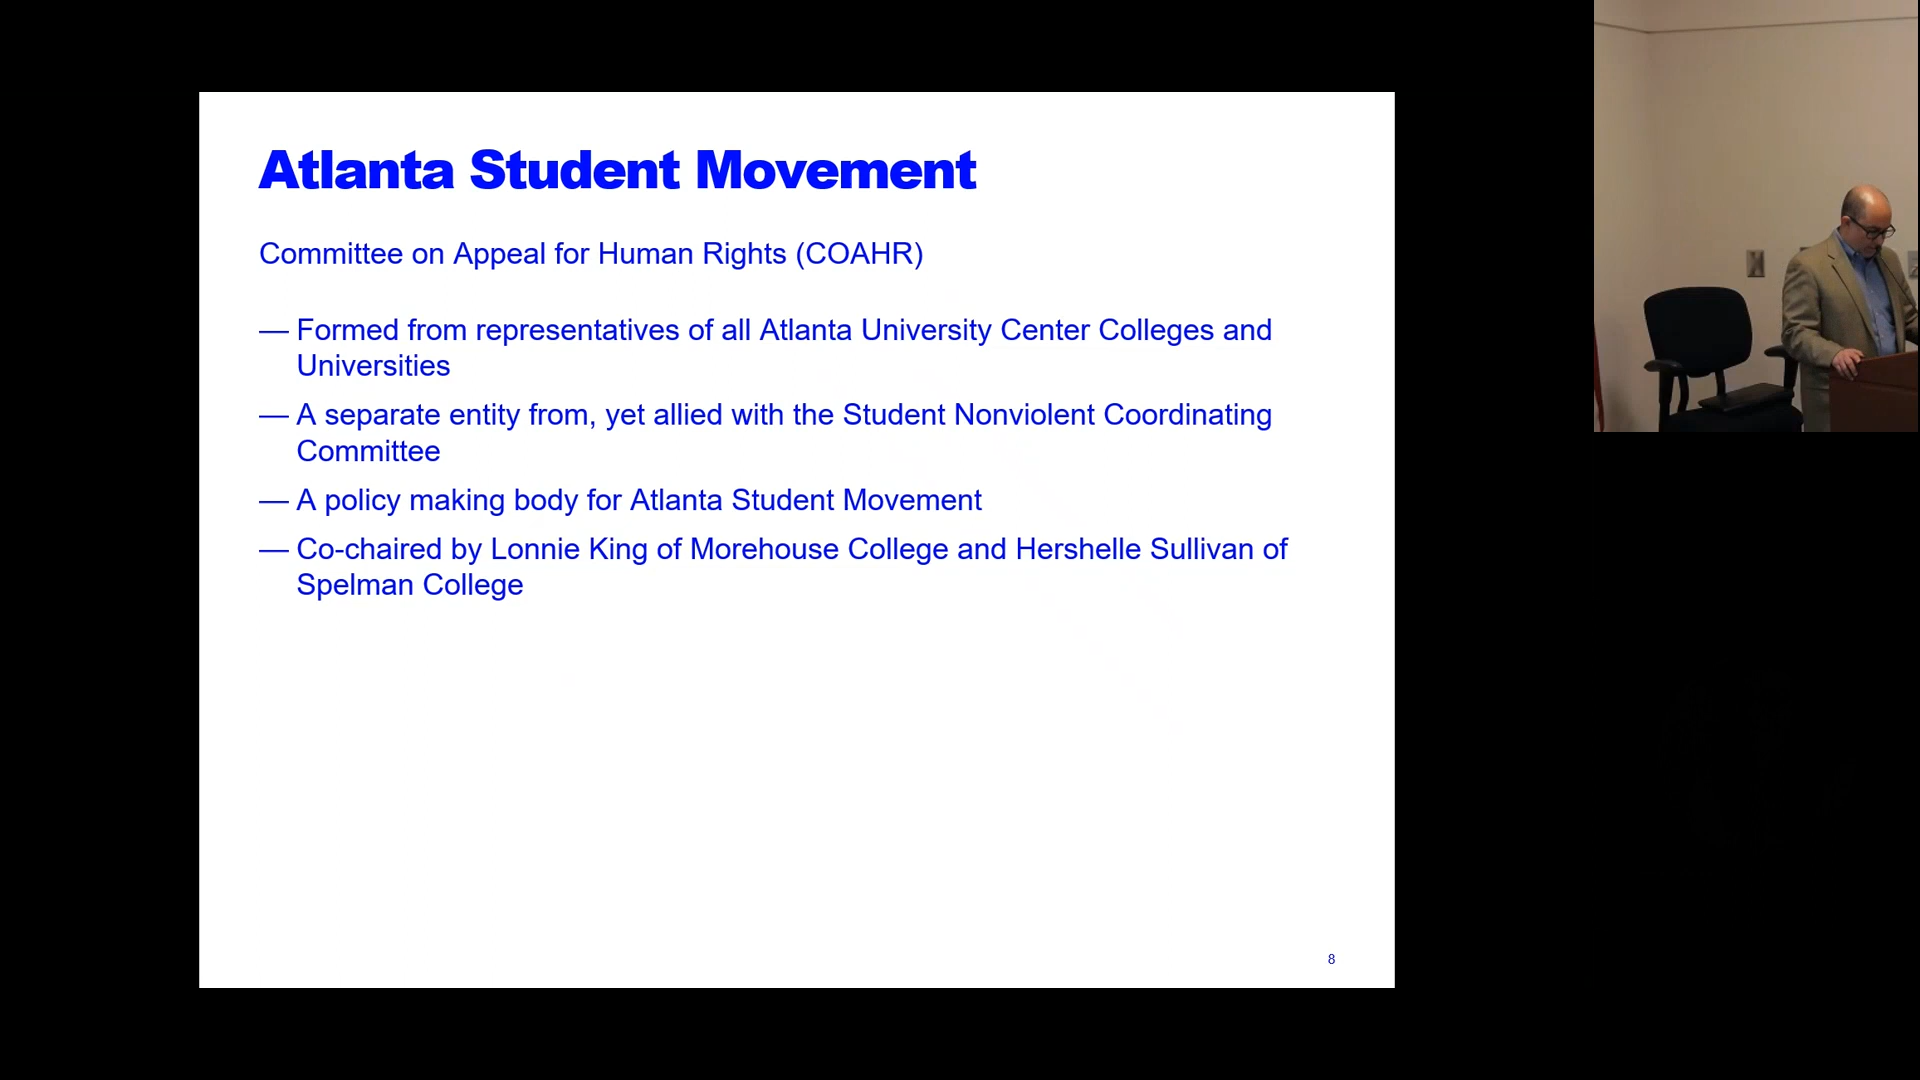 Atlanta Student Movement
Committee on Appeal for Human Rights (COAHR)
— Formed from representatives of all Atlanta University Center Colleges and
Universities
— A separate entity from, yet allied with the Student Nonviolent Coordinating
Committee
— A policy making body for Atlanta Student Movement
— Co-chaired by Lonnie King of Morehouse College and Hershelle Sullivan of
Spelman College
8